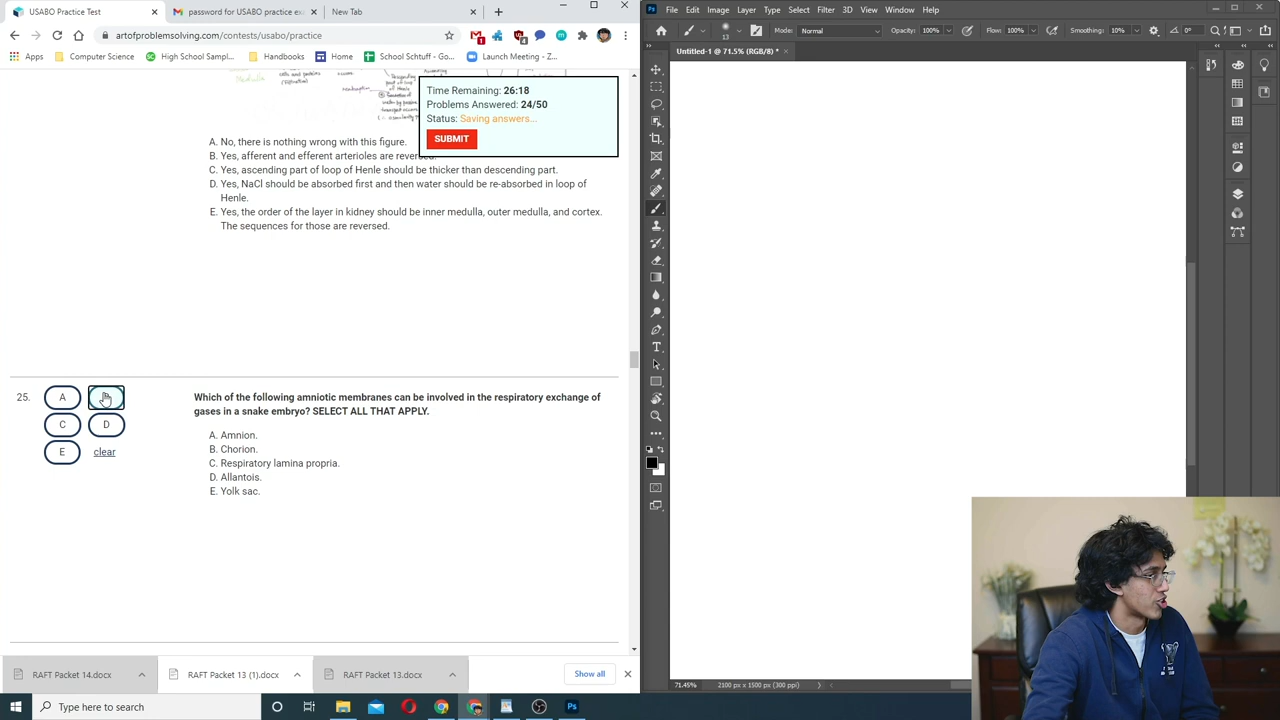 USABO Practice Test
password for USABO practice ex
New Tab
artofproblemsolving.com/contests/usabo/practice
Apps
Computer Science
High School Sampl...
Handbooks
Home
School Schtuff - Go...
Launch Meeting - Z...
Time Remaining: 26:18
Problems Answered: 24/50
Status: Saving answers...
SUBMIT
A. No, there is nothing wrong with this figure.
B. Yes, afferent and efferent arterioles are reversed.
C. Yes, ascending part of loop of Henle should be thicker than descending part.
D. Yes, NaCl should be absorbed first and then water should be re-absorbed in loop of
Henle.
E. Yes, the order of the layer in kidney should be inner medulla, outer medulla, and cortex.
The sequences for those are reversed.
25.
A
C
D
E
clear
Which of the following amniotic membranes can be involved in the respiratory exchange of
gases in a snake embryo? SELECT ALL THAT APPLY.
A. Amnion.
B. Chorion.
C. Respiratory lamina propria.
D. Allantois.
E. Yolk sac.
RAFT Packet 14.docx
RAFT Packet 13 (1).docx
RAFT Packet 13.docx
Show all
Type here to search
Ps
File Edit Image Layer Type Select Filter 3D View Window Help
13
Mode: Normal
Opacity: 100%
Flow: 100%
Smoothing: 10%
0°
Untitled-1 @ 71.5% (RGB/8) *
71.45%
2100 px x 1500 px (300 ppi)